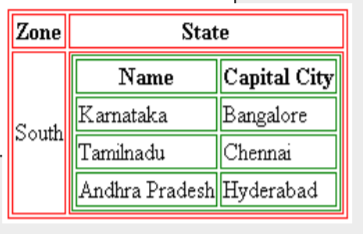 Zone State
Name Capital City
South
Karnataka Bangalore
Tamilnadu Chennai
Andhra Pradesh Hyderabad